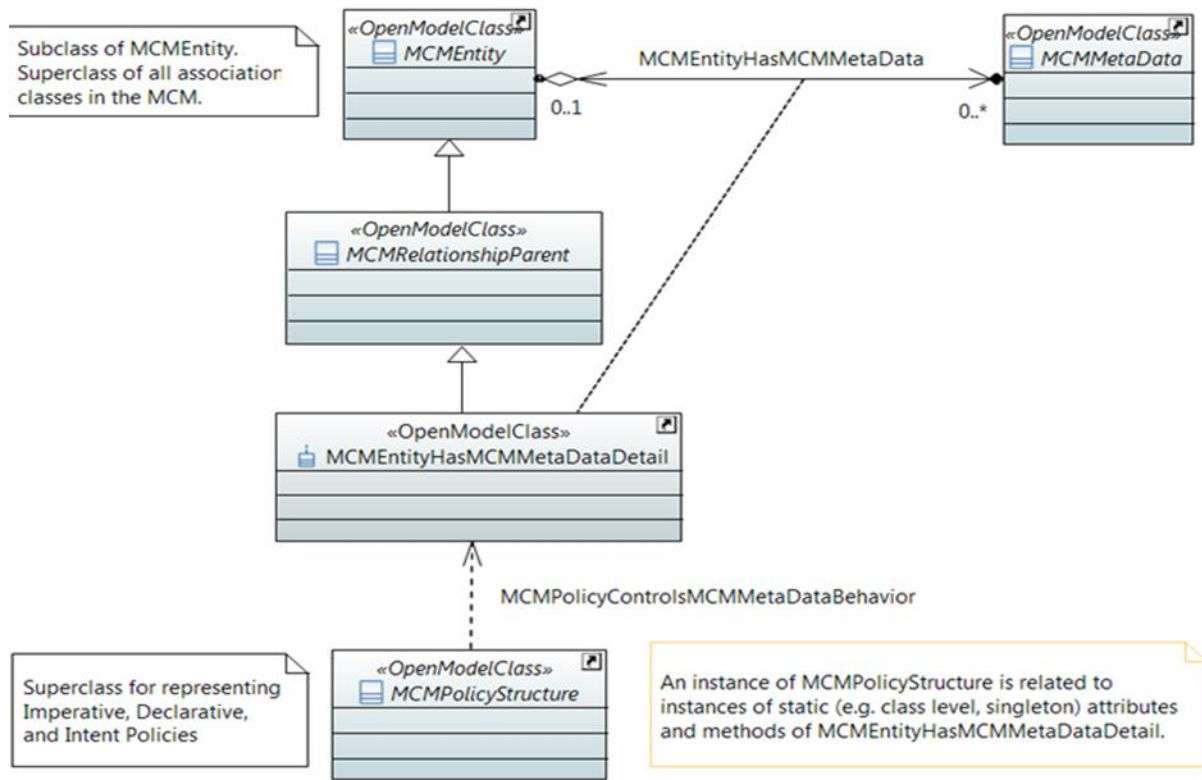 Subclass of MCMEntity.
Superclass of all association
classes in the MCM.
«OpenModelClass»
MCMEntity
MCMEntityHasMCMMetaData
0..1
0..*
«OpenModelClass»
MCMMetaData
«OpenModelClass»
MCMRelationshipParent
«OpenModelClass»
MCMEntityHasMCMMetaDataDetail
MCMPolicyControlsMCMMetaDataBehavior
Superclass for representing
Imperative, Declarative,
and Intent Policies
«OpenModelClass»
MCMPolicyStructure
An instance of MCMPolicyStructure is related to
instances of static (e.g. class level, singleton) attributes
and methods of MCMEntityHasMCMMetaDataDetail.